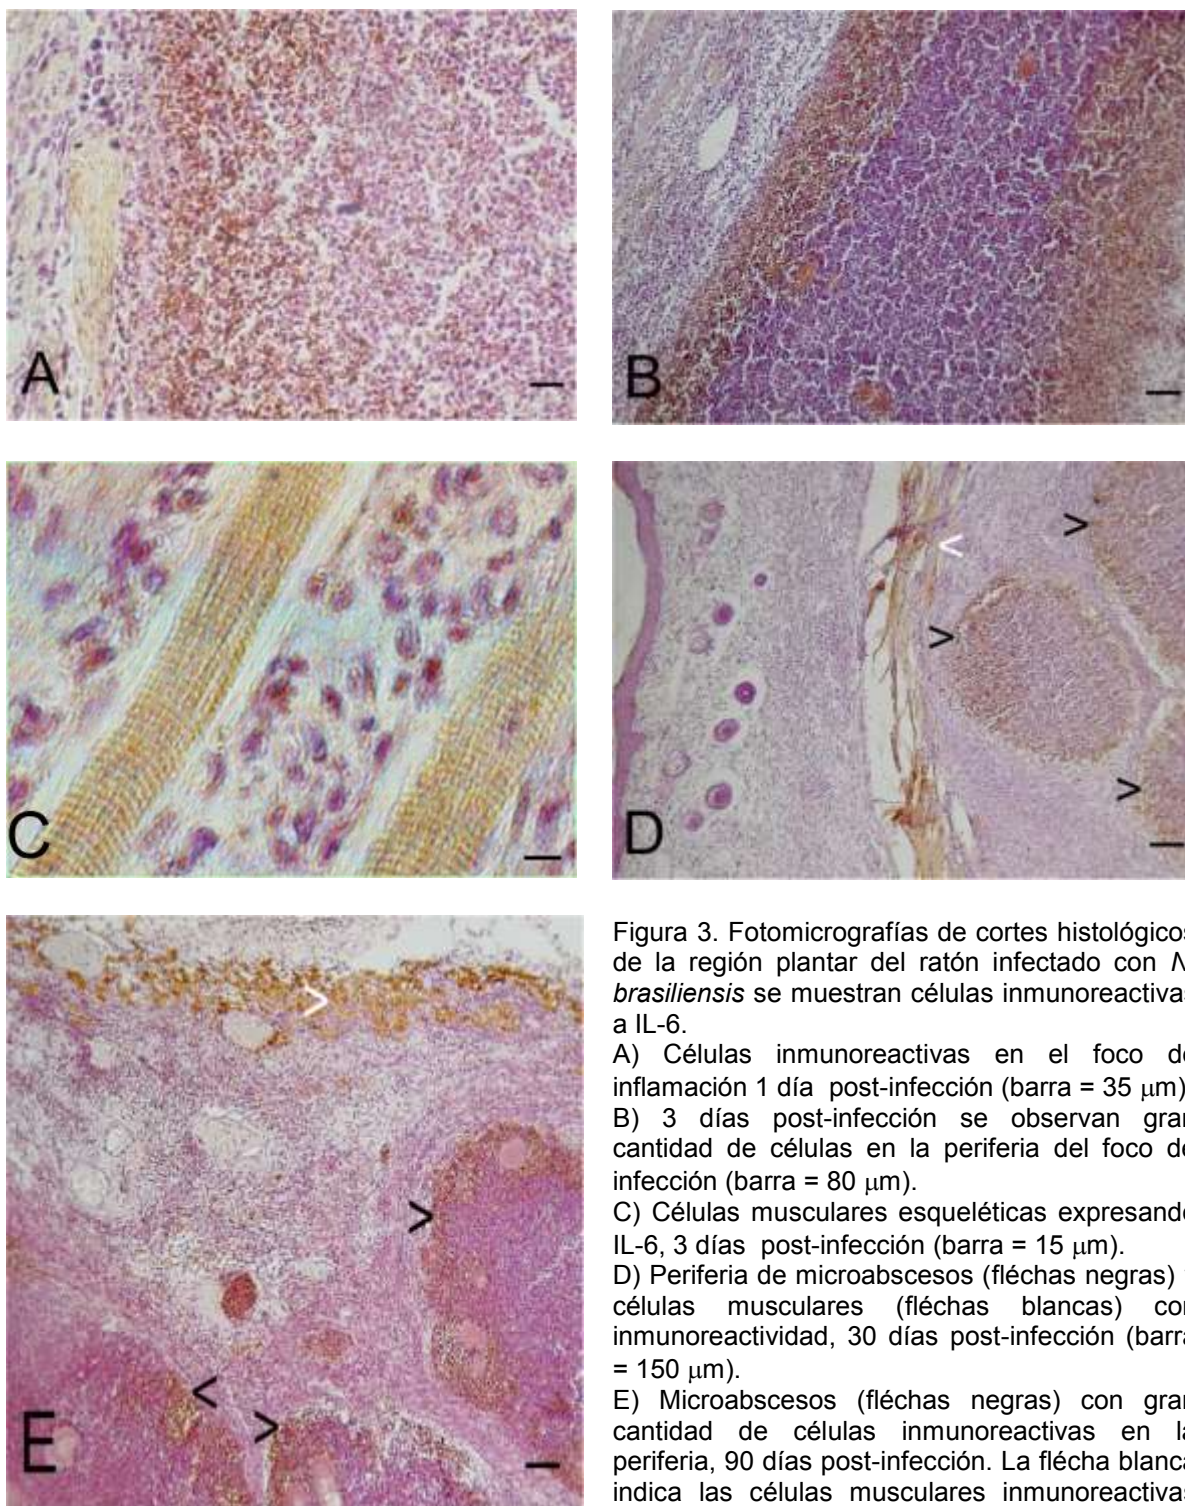 A
B
C
D
E
Figura 3. Fotomicrografías de cortes histológicos
de la región plantar del ratón infectado con N
brasiliensis se muestran células inmunoreactivas
a IL-6.
A) Células inmunoreactivas en el foco de
inflamación 1 día post-infección (barra = 35 μm)
B) 3 días post-infección se observan gran
cantidad de células en la periferia del foco de
infección (barra = 80 μm).
C) Células musculares esqueléticas expresando
IL-6, 3 días post-infección (barra = 15 μm).
D) Periferia de microabscesos (fléchas negras)
células musculares (fléchas blancas) con
inmunoreactividad, 30 días post-infección (barra
= 150 μm).
E) Microabscesos (fléchas negras) con gran
cantidad de células inmunoreactivas en la
periferia, 90 días post-infección. La flécha blanca
indica las células musculares inmunoreactivas